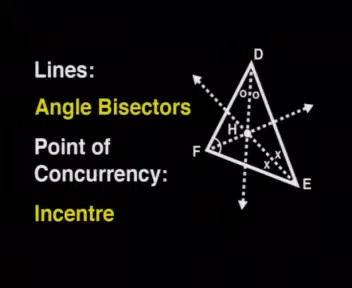 Lines:
Angle Bisectors
Point of
Concurrency:
Incentre
D
o o
H
F
x
x
E